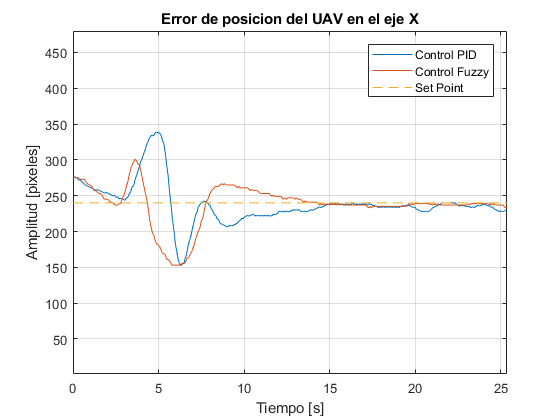 Error de posicion del UAV en el eje X
Control PID
Control Fuzzy
Set Point
Amplitud [pixeles]
450
400
350
300
250
200
150
100
50
0 5 10 15 20 25
Tiempo [s]